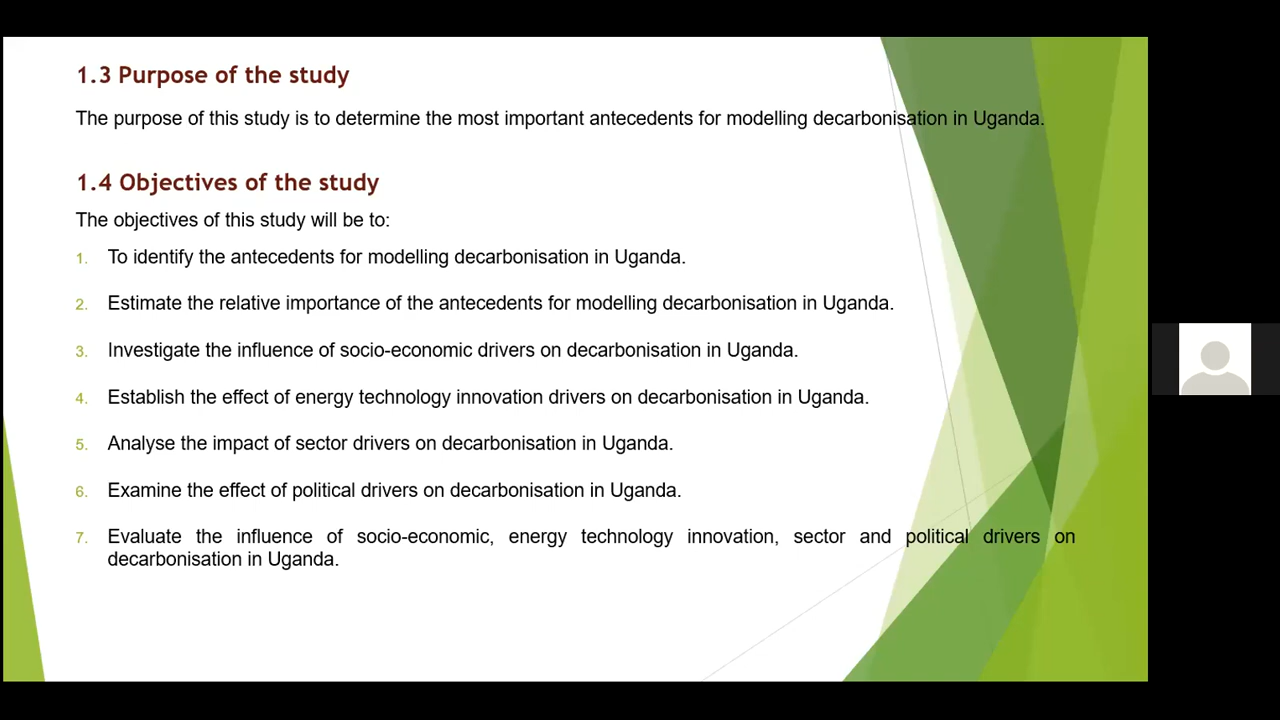 1.3 Purpose of the study
The purpose of this study is to determine the most important antecedents for modelling decarbonisation in Uganda.
1.4 Objectives of the study
The objectives of this study will be to:
1. To identify the antecedents for modelling decarbonisation in Uganda.
2. Estimate the relative importance of the antecedents for modelling decarbonisation in Uganda.
3. Investigate the influence of socio-economic drivers on decarbonisation in Uganda.
4. Establish the effect of energy technology innovation drivers on decarbonisation in Uganda.
5. Analyse the impact of sector drivers on decarbonisation in Uganda.
6. Examine the effect of political drivers on decarbonisation in Uganda.
7. Evaluate the influence of socio-economic, energy technology innovation, sector and political drivers on
decarbonisation in Uganda.